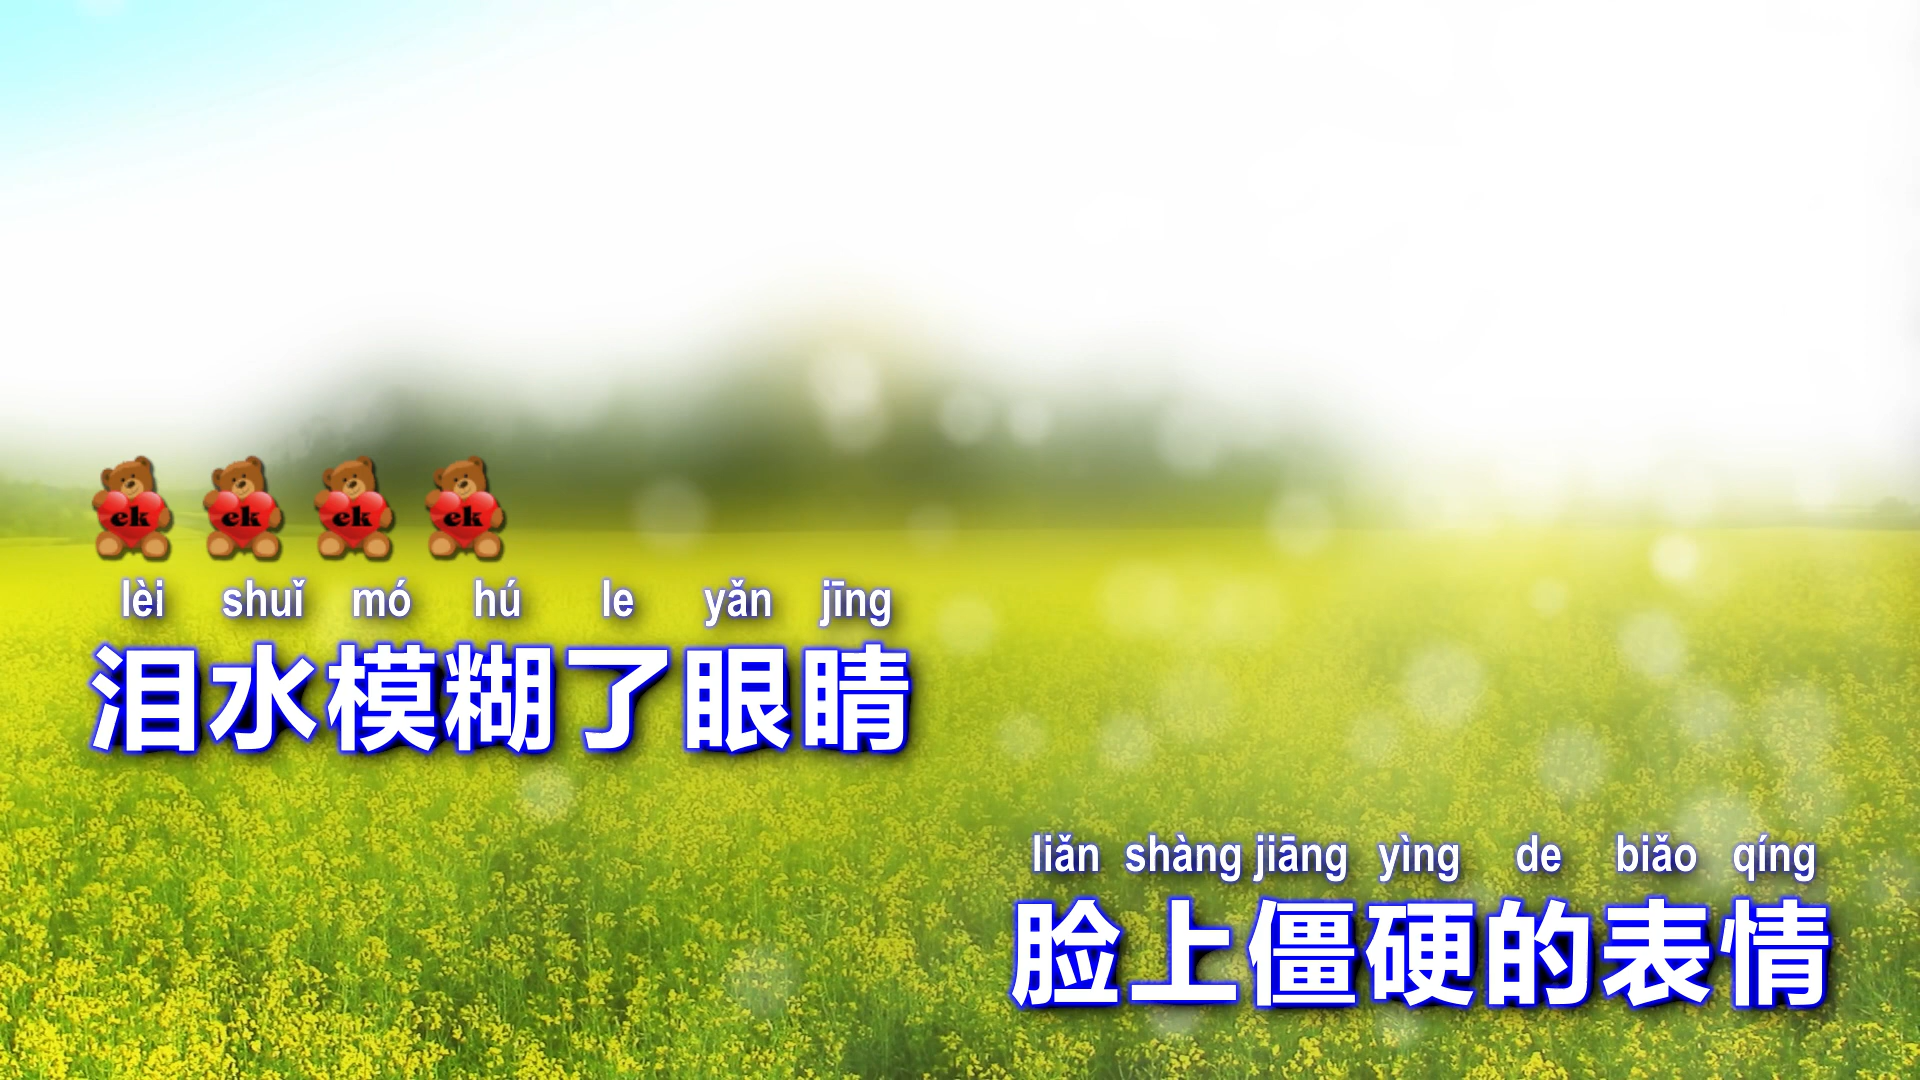 ek ek ek ek
lèi shuǐ mó hú le yǎn jīng
泪水模糊了眼睛
liǎn shàng jiāng yìng de biǎo qíng
脸上僵硬的表情